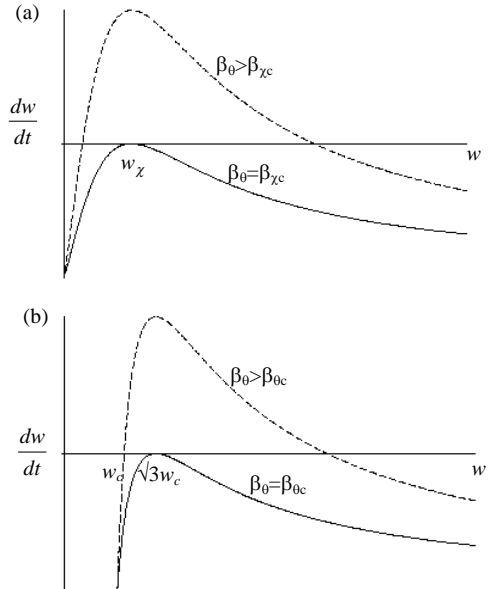 (a)
β_θ>β_χc
dw/dt
w
w_χ
β_θ=β_χc
(b)
β_θ>β_θc
dw/dt
w
w_c
√3w_c
β_θ=β_θc